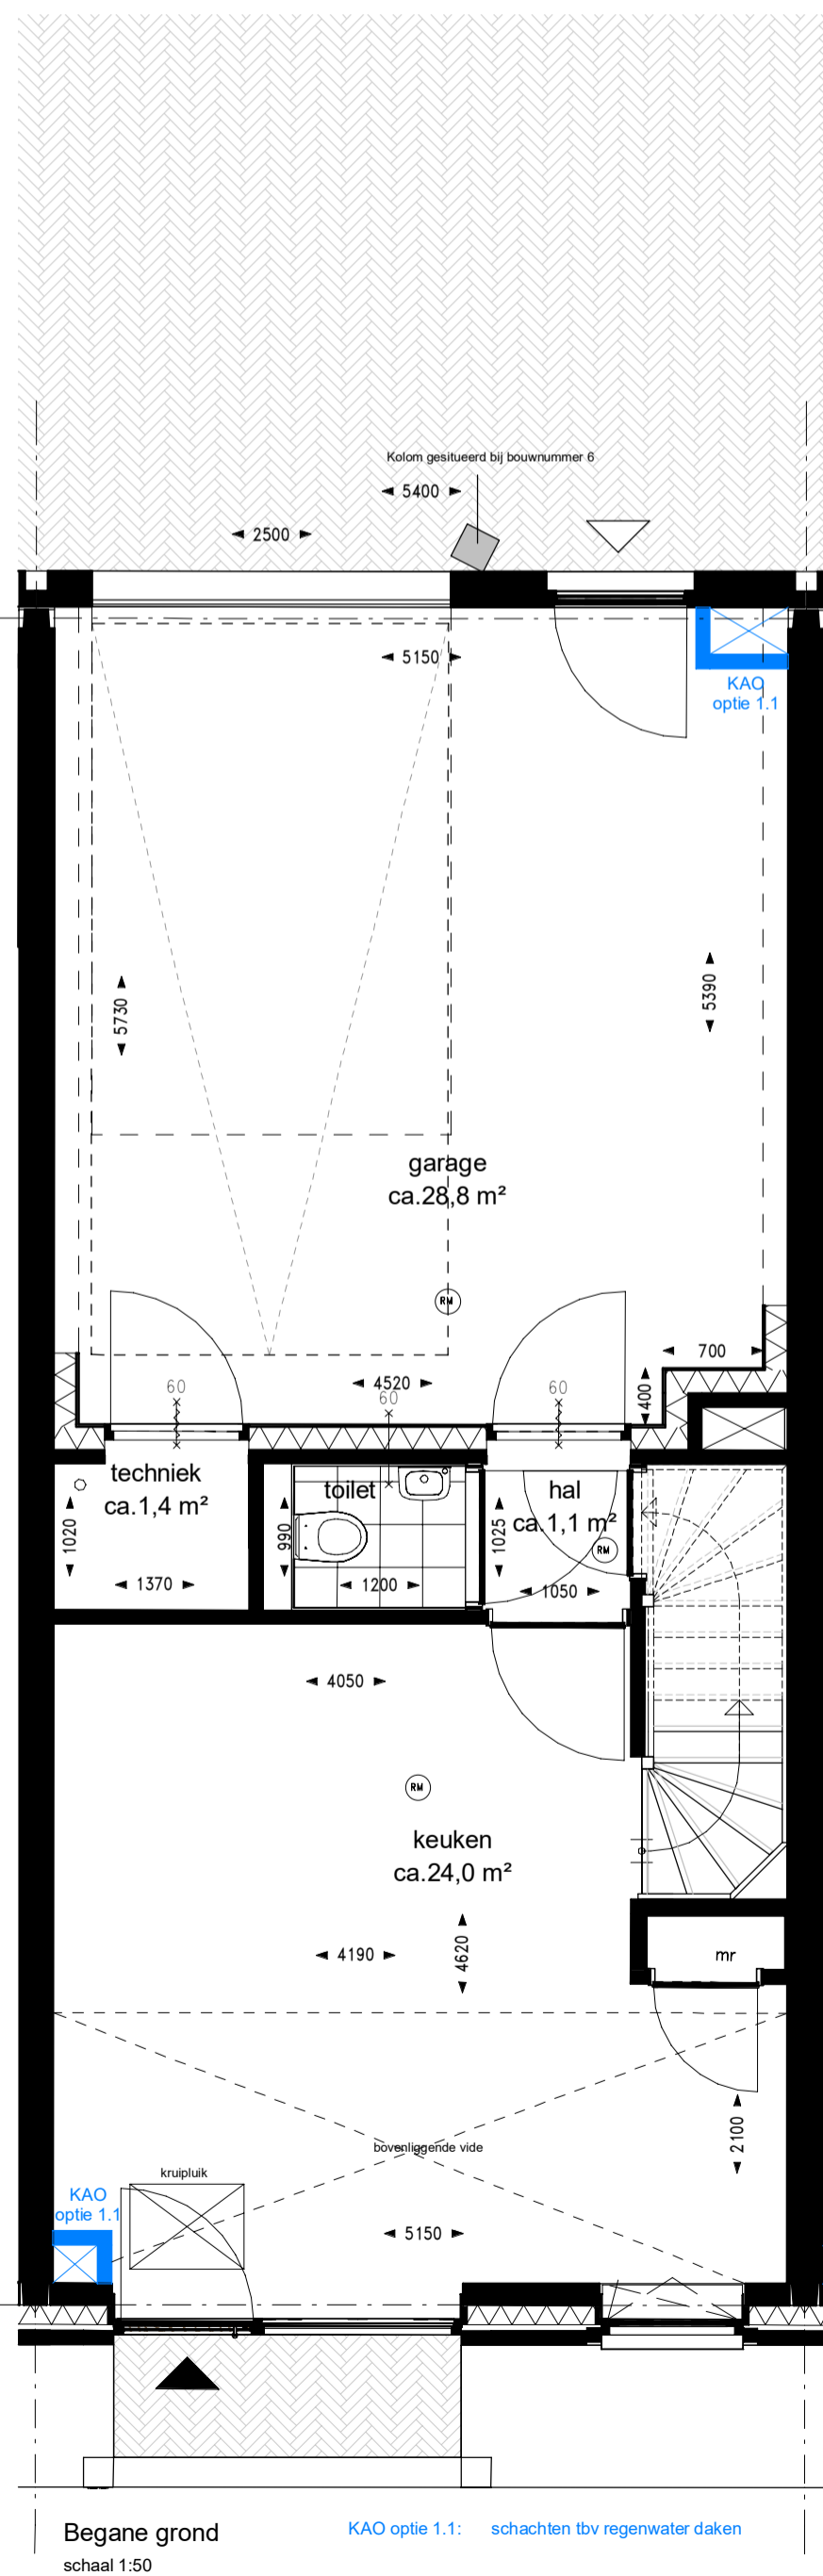 Kolom gesitueerd bij bouwnummer 6
5400
2500
5150
KAO
optie 1.1
5730
5390
garage
ca.28,8 m²
RM
700
4520
400
60
60
60
techniek
ca.1,4 m²
toilet
hal
ca.1,1 m²
RM
1020
990
1025
1370
1200
1050
4050
RM
keuken
ca.24,0 m²
4190
4620
mr
bovenliggende vide
2100
kruipluik
KAO
optie 1.1
5150
Begane grond
schaal 1:50
KAO optie 1.1: schachten tbv regenwater daken